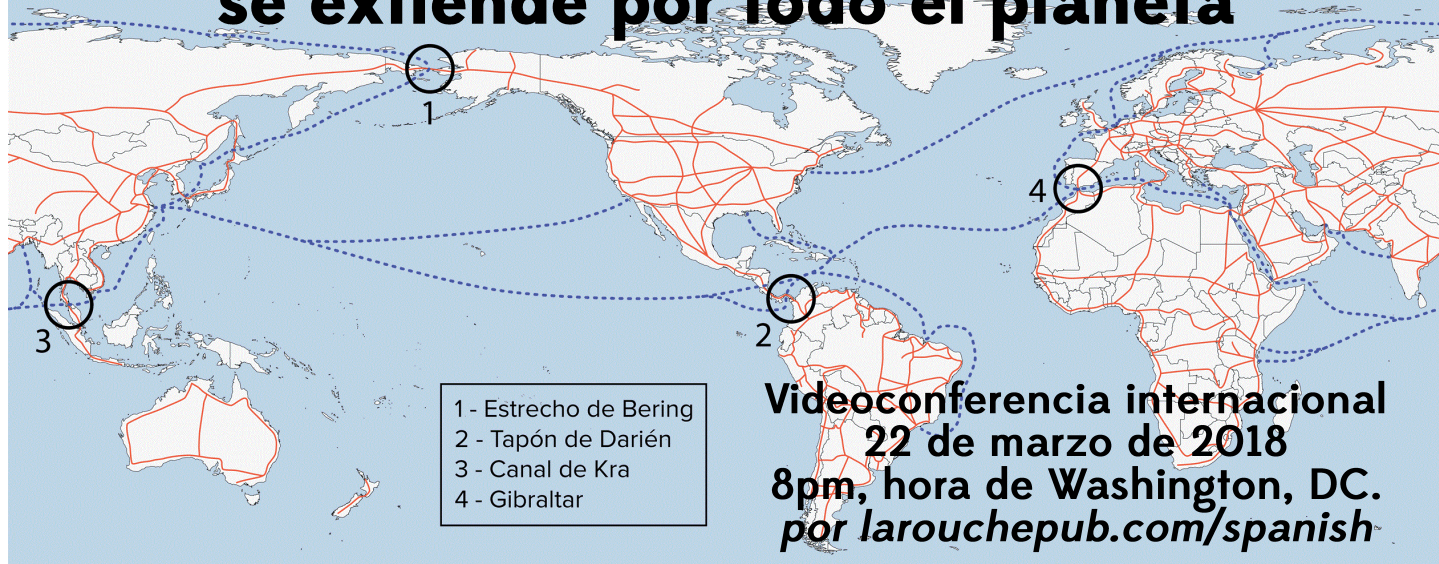 se extiende por todo el planeta
1
4
2
3
1 - Estrecho de Bering
2 - Tapón de Darién
3 - Canal de Kra
4 - Gibraltar
Videoconferencia internacional
22 de marzo de 2018
8pm, hora de Washington, DC.
por larouchepub.com/spanish